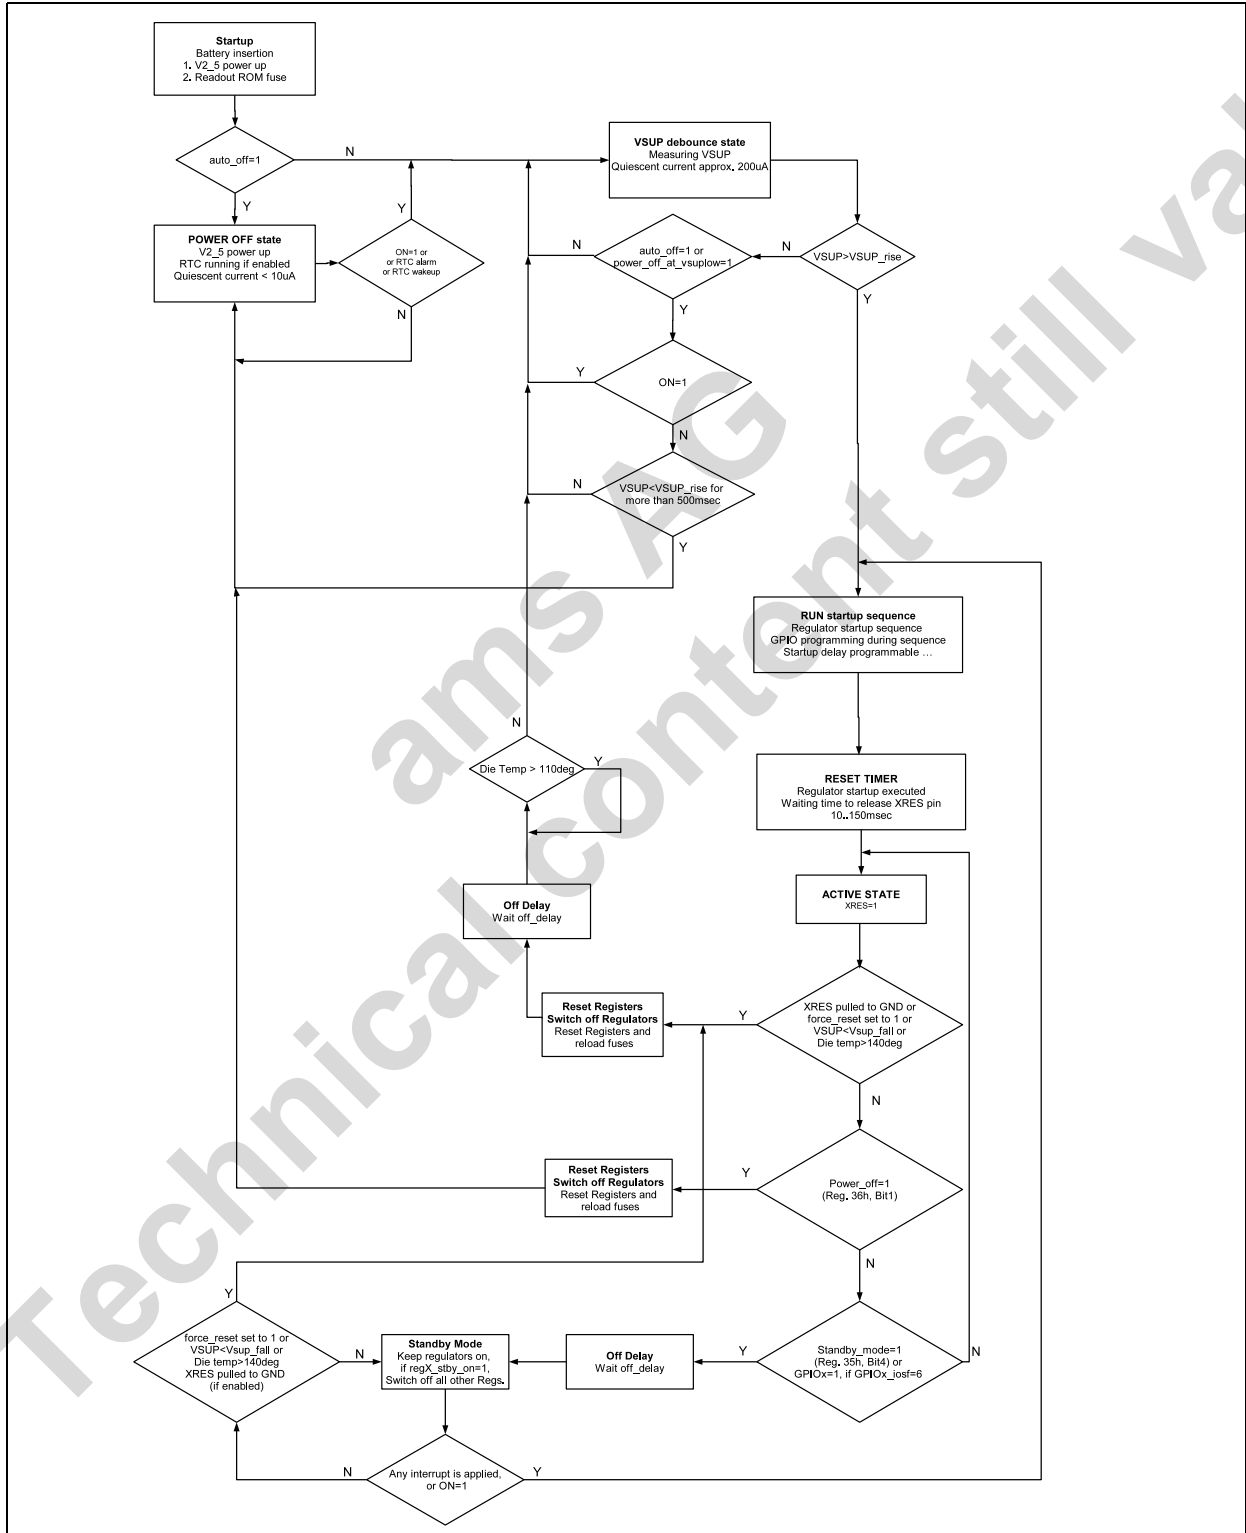 Startup
Battery insertion
1. V2_5 power up
2. Readout ROM fuse
auto_off=1
N
Y
VSUP debounce state
Measuring VSUP
Quiescent current approx. 200uA
POWER OFF state
V2_5 power up
RTC running if enabled
Quiescent current < 10uA
Y
ON=1 or
or RTC alarm
or RTC wakeup
N
N
auto_off=1 or
power_off_at_vsuplow=1
Y
N
VSUP>VSUP_rise
Y
Y
ON=1
N
N
VSUP<VSUP_rise for
more than 500msec
Y
RUN startup sequence
Regulator startup sequence
GPIO programming during sequence
Startup delay programmable ...
N
Die Temp > 110deg
Y
RESET TIMER
Regulator startup executed
Waiting time to release XRES pin
10..150msec
Off Delay
Wait off_delay
ACTIVE STATE
XRES=1
Reset Registers
Switch off Regulators
Reset Registers and
reload fuses
Y
XRES pulled to GND or
force_reset set to 1 or
VSUP<Vsup_fall or
Die temp>140deg
N
Reset Registers
Switch off Regulators
Reset Registers and
reload fuses
Y
Power_off=1
(Reg. 36h, Bit1)
N
Y
force_reset set to 1 or
VSUP<Vsup_fall or
Die temp>140deg
XRES pulled to GND
(if enabled)
N
Standby Mode
Keep regulators on,
if regX_stby_on=1,
Switch off all other Regs.
Off Delay
Wait off_delay
Y
Standby_mode=1
(Reg. 35h, Bit4) or
GPIOx=1, if GPIOx_iosf=6
N
N
Any interrupt is applied,
or ON=1
Y
ams AG
Technical content still va